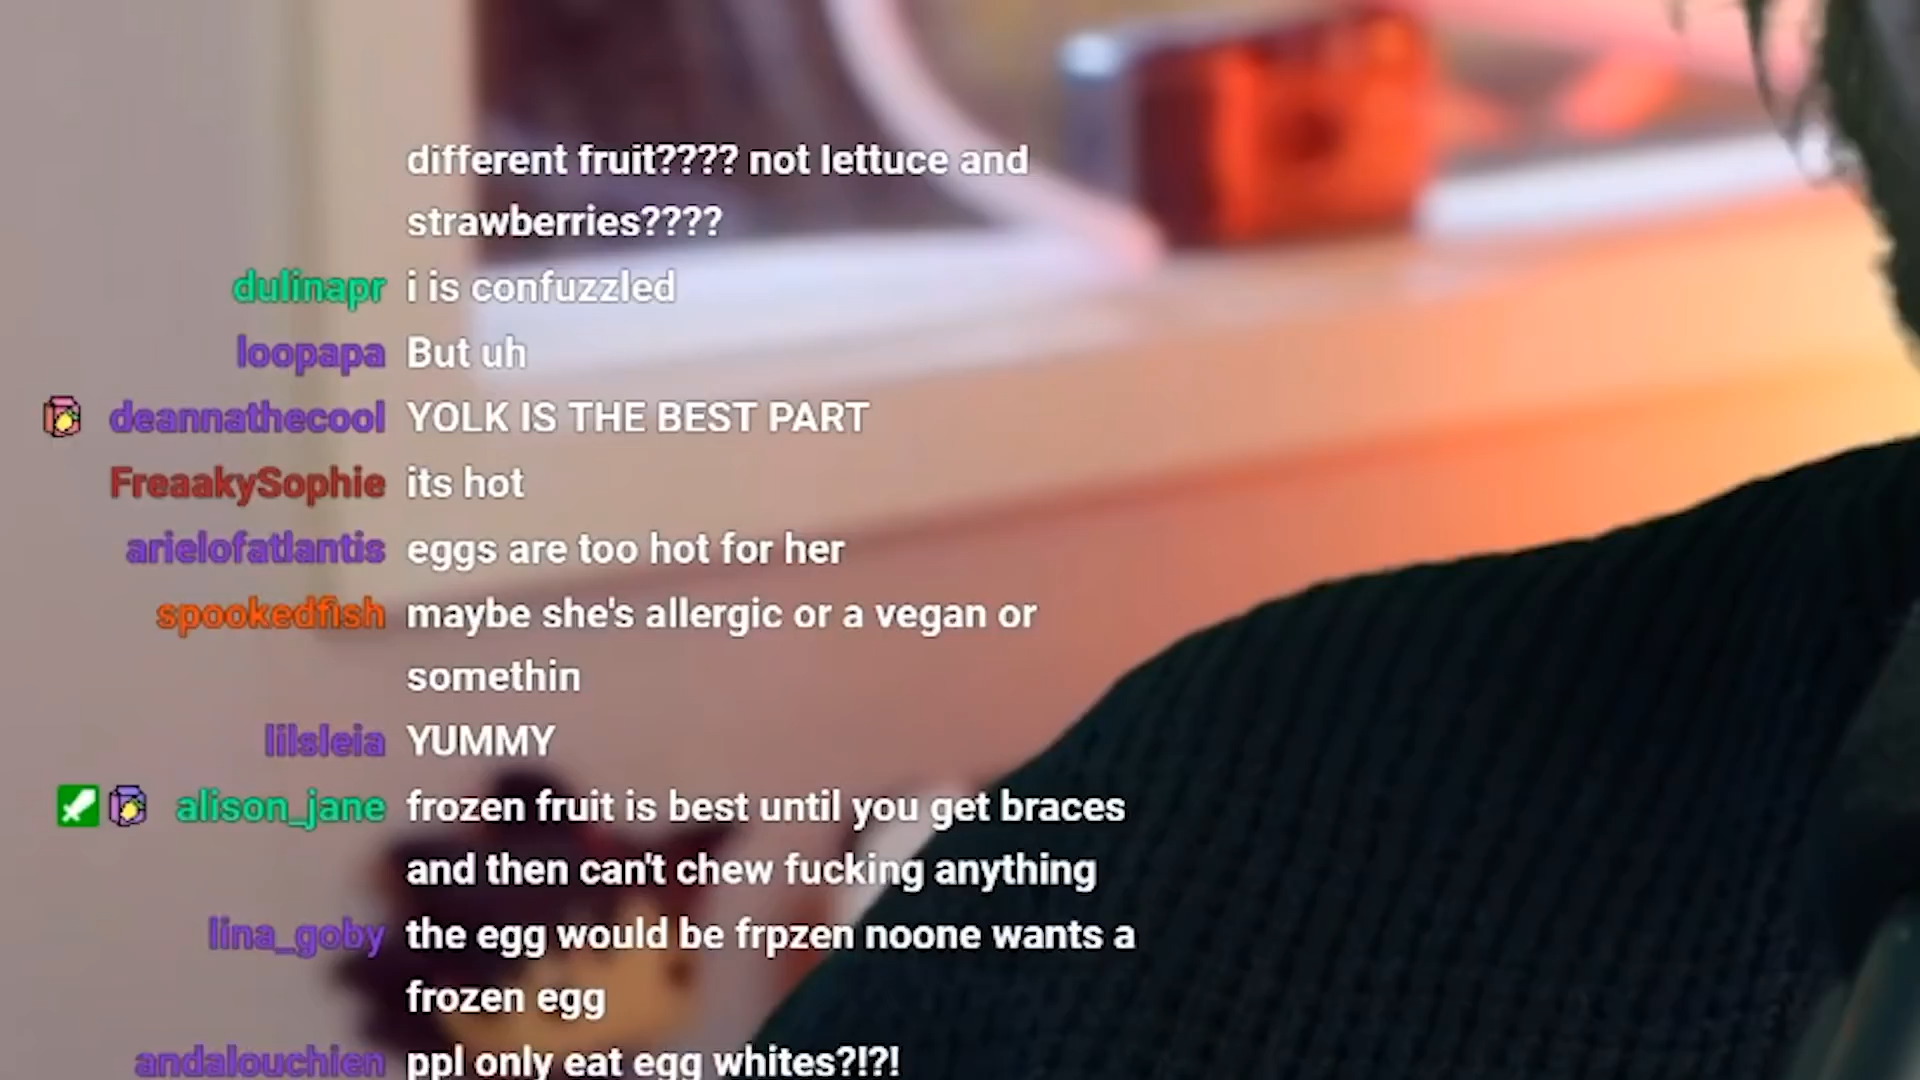 different fruit???? not lettuce and
strawberries????
dulinapr i is confuzzled
loopapa But uh
deannathecool YOLK IS THE BEST PART
FreaakySophie its hot
arielofatlantis eggs are too hot for her
spookedfish maybe she's allergic or a vegan or
somethin
lilsleia YUMMY
alison_jane frozen fruit is best until you get braces
and then can't chew fucking anything
lina_goby the egg would be frpzen noone wants a
frozen egg
andalouchien ppl only eat egg whites?!?!